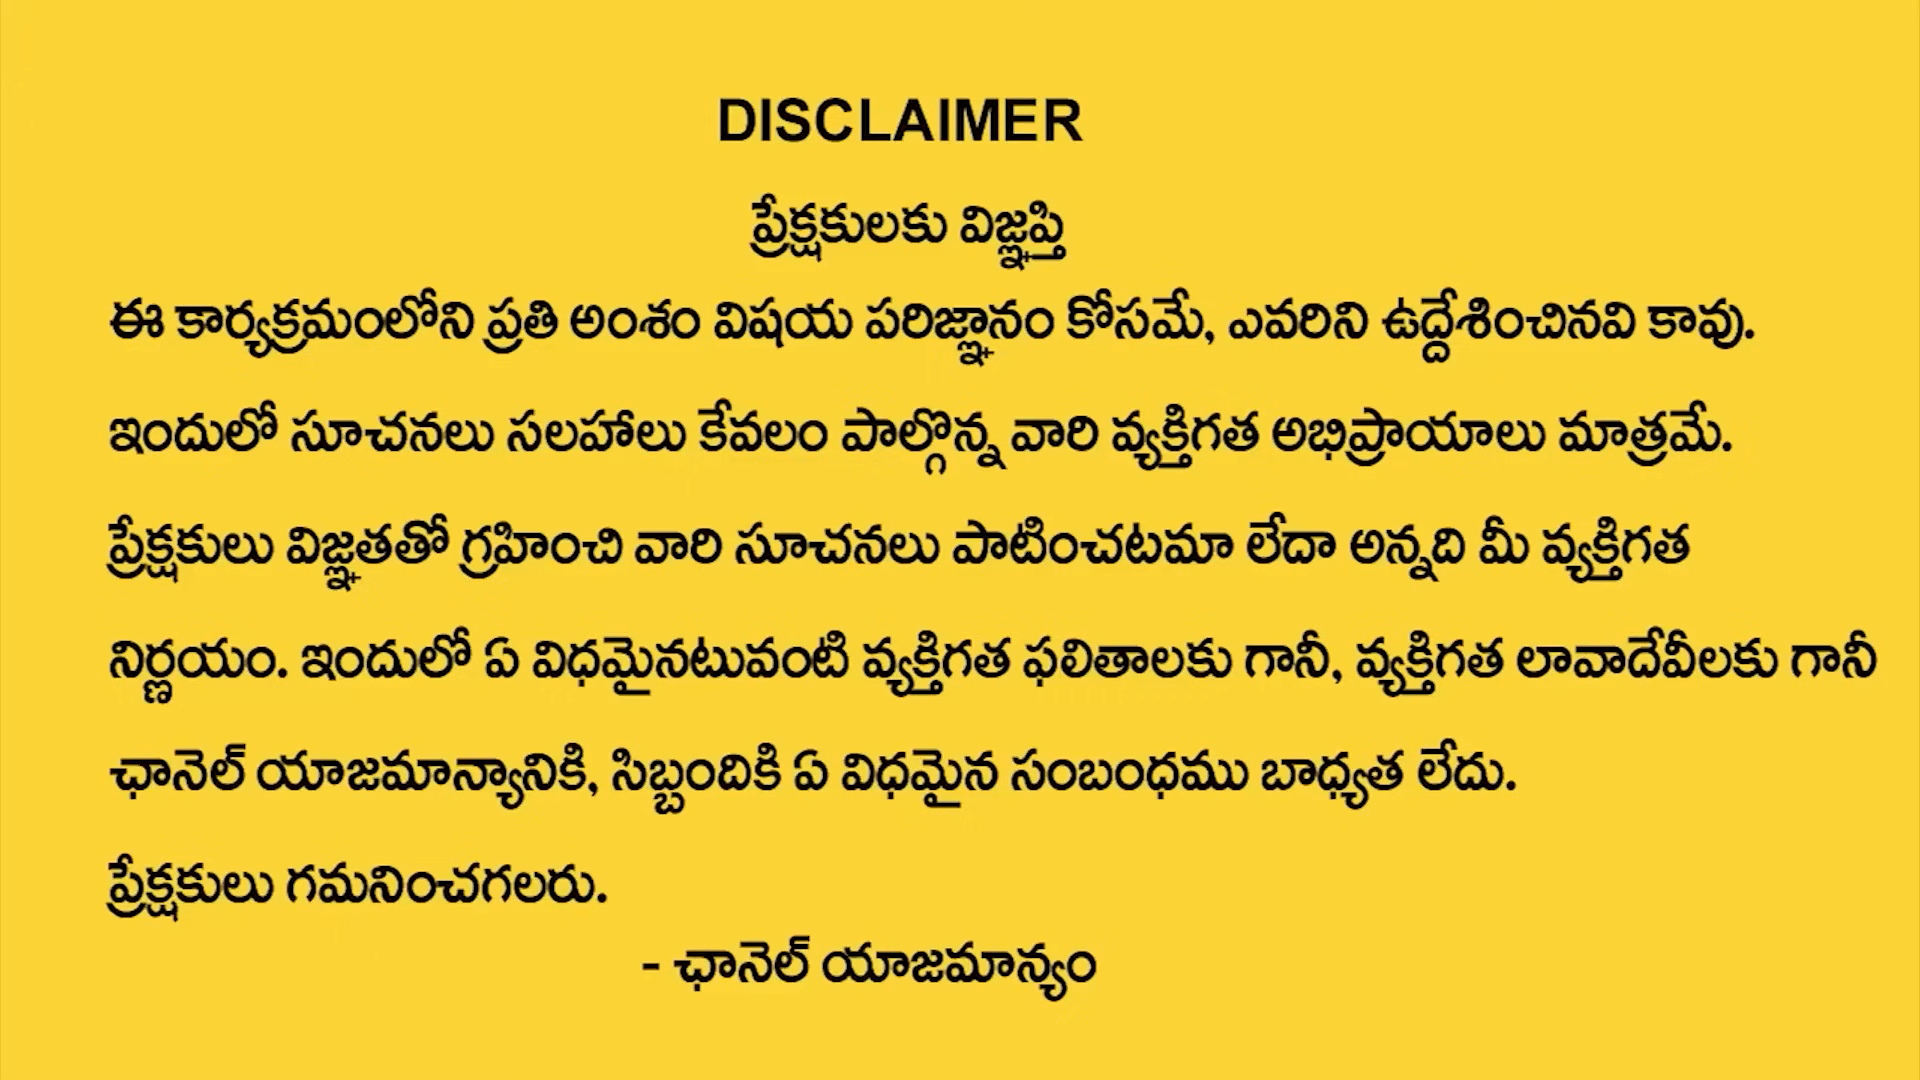 DISCLAIMER
ప్రేక్షకులకు విజ్ఞప్తి
ఈ కార్యక్రమంలోని ప్రతి అంశం విషయ పరిజ్ఞానం కోసమే, ఎవరిని ఉద్దేశించినవి కావు.
ఇందులో సూచనలు సలహాలు కేవలం పాల్గొన్న వారి వ్యక్తిగత అభిప్రాయాలు మాత్రమే.
ప్రేక్షకులు విజ్ఞతతో గ్రహించి వారి సూచనలు పాటించటమా లేదా అన్నది మీ వ్యక్తిగత
నిర్ణయం. ఇందులో ఏ విధమైనటువంటి వ్యక్తిగత ఫలితాలకు గానీ, వ్యక్తిగత లావాదేవీలకు గానీ
ఛానెల్ యాజమాన్యానికి, సిబ్బందికి ఏ విధమైన సంబంధము బాధ్యత లేదు.
ప్రేక్షకులు గమనించగలరు.
- ఛానెల్ యాజమాన్యం